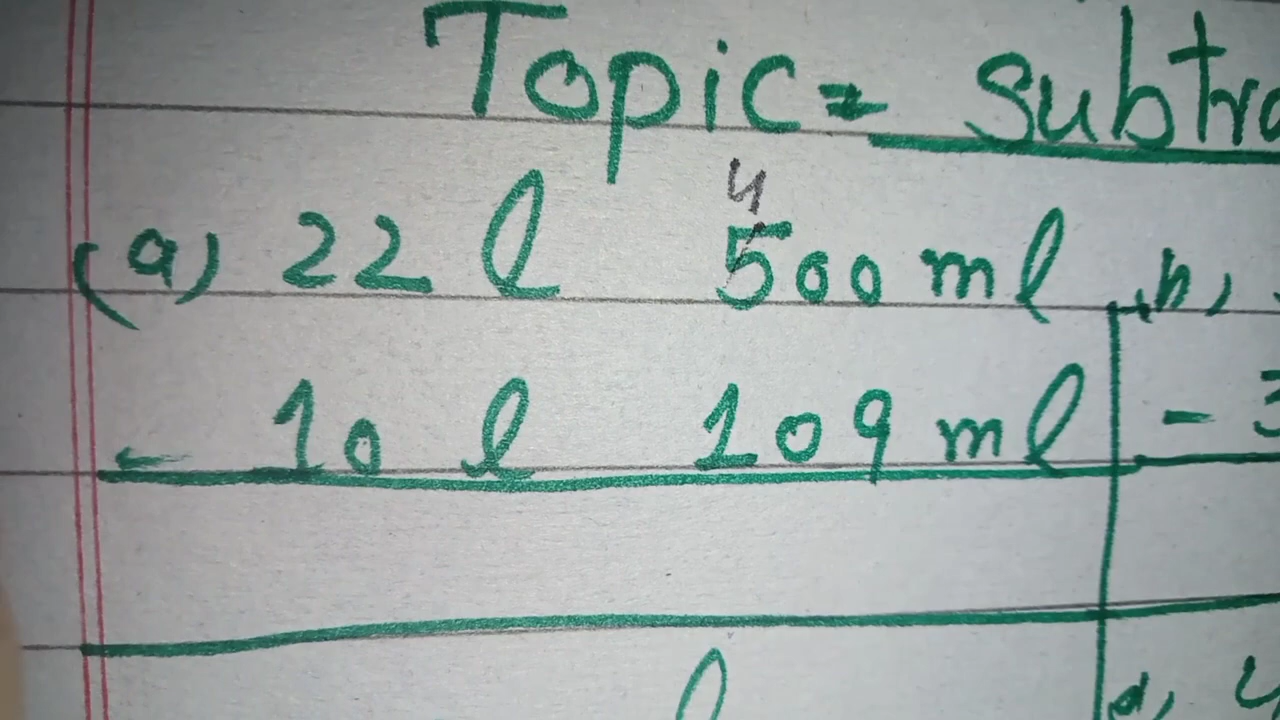 Topic = subtra
4
(a) 22 l 500 ml
- 10 l 109 ml
l